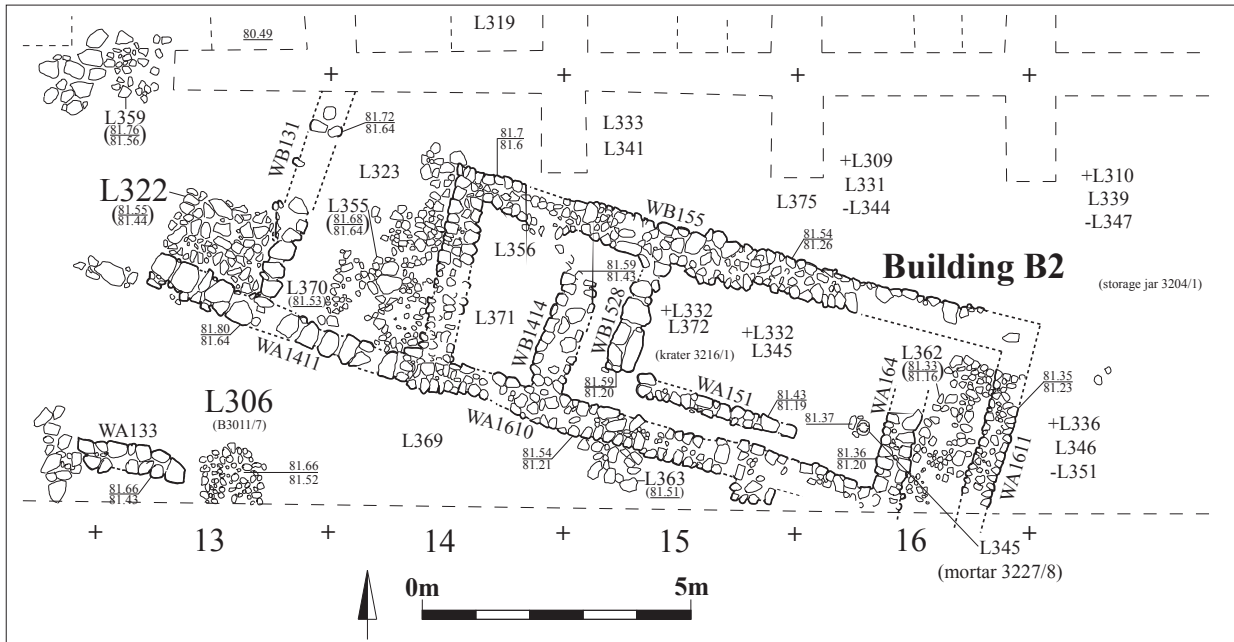 L319
80.49
L359
(81.76
81.56)
WB131
81.72
81.64
L323
81.7
81.6
L333
L341
+L309
L331
-L344
L375
+L310
L339
-L347
L322
(81.55
81.44)
L355
(81.68
81.64)
L356
WB155
81.54
81.26
Building B2
(storage jar 3204/1)
L370
(81.53)
81.59
81.43
L371
WB1414
WB1528
+L332
L372
(krater 3216/1)
+L332
L345
81.80
81.64
WA1411
L362
(81.33
81.16)
81.35
81.23
81.59
81.20
WA151
81.43
81.19
81.37
WA164
L306
(B3011/7)
WA133
L369
WA1610
81.54
81.21
81.36
81.20
WA1611
+L336
L346
-L351
81.66
81.52
81.66
81.43
L363
(81.51)
13
14
15
16
L345
(mortar 3227/8)
0m
5m